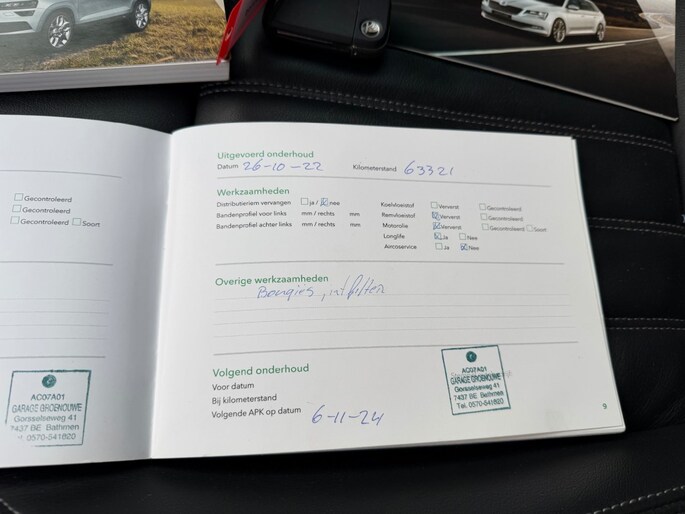 Gecontroleerd
Gecontroleerd
Gecontroleerd Soort
AC07A01
GARAGE GROENOUWE
Gorsselseweg 41
7437 BE Bathmen
Tel. 0570-541820
Uitgevoerd onderhoud
Datum 26-10-22 Kilometerstand 63321
Werkzaamheden
Distributieriem vervangen ja / nee
Bandenprofiel voor links mm / rechts mm
Bandenprofiel achter links mm / rechts mm
Koelvloeistof Ververst Gecontroleerd
Remvloeistof Ververst Gecontroleerd
Motorolie Ververst Gecontroleerd Soort
Longlife Ja Nee
Aircoservice Ja Nee
Overige werkzaamheden
Bougies, int filter
Volgend onderhoud
Voor datum
Bij kilometerstand
Volgende APK op datum 6-11-24
AC07A01
GARAGE GROENOUWE
Gorsselseweg 41
7437 BE Bathmen
Tel. 0570-541820
9